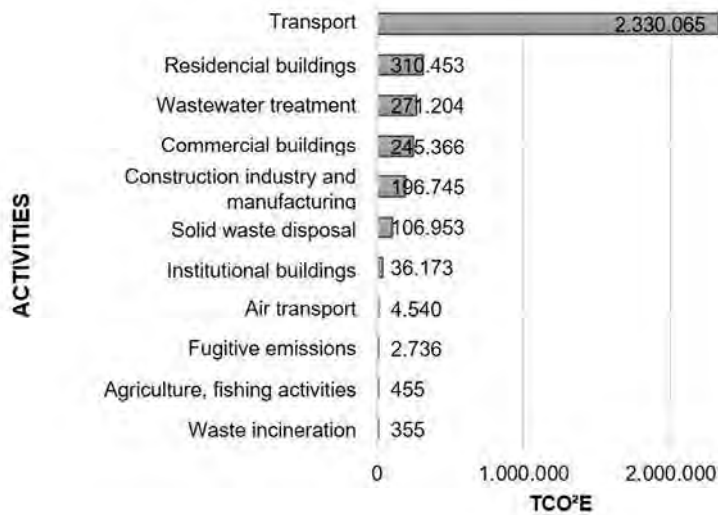 ACTIVITIES
Transport 2.330.065
Residencial buildings 310.453
Wastewater treatment 271.204
Commercial buildings 245.366
Construction industry and
manufacturing 196.745
Solid waste disposal 106.953
Institutional buildings 36.173
Air transport 4.540
Fugitive emissions 2.736
Agriculture, fishing activities 455
Waste incineration 355
0 1.000.000 2.000.000
TCO²E